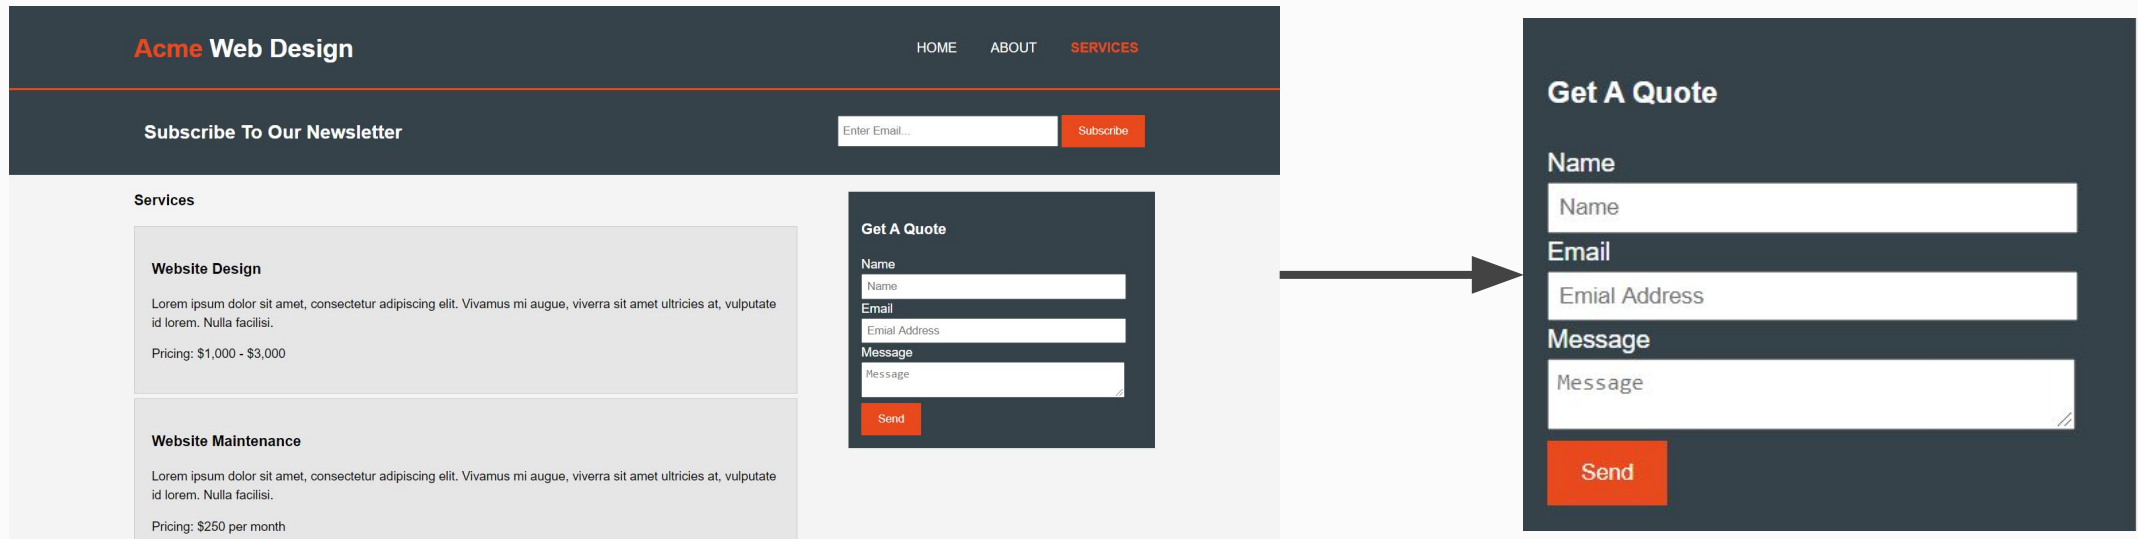 Acme Web Design
HOME ABOUT SERVICES
Subscribe To Our Newsletter
Enter Email...
Subscribe
Services
Website Design
Lorem ipsum dolor sit amet, consectetur adipiscing elit. Vivamus mi augue, viverra sit amet ultricies at, vulputate
id lorem. Nulla facilisi.
Pricing: $1,000 - $3,000
Website Maintenance
Lorem ipsum dolor sit amet, consectetur adipiscing elit. Vivamus mi augue, viverra sit amet ultricies at, vulputate
id lorem. Nulla facilisi.
Pricing: $250 per month
Get A Quote
Name
Name
Email
Emial Address
Message
Message
Send
Get A Quote
Name
Name
Email
Emial Address
Message
Message
Send